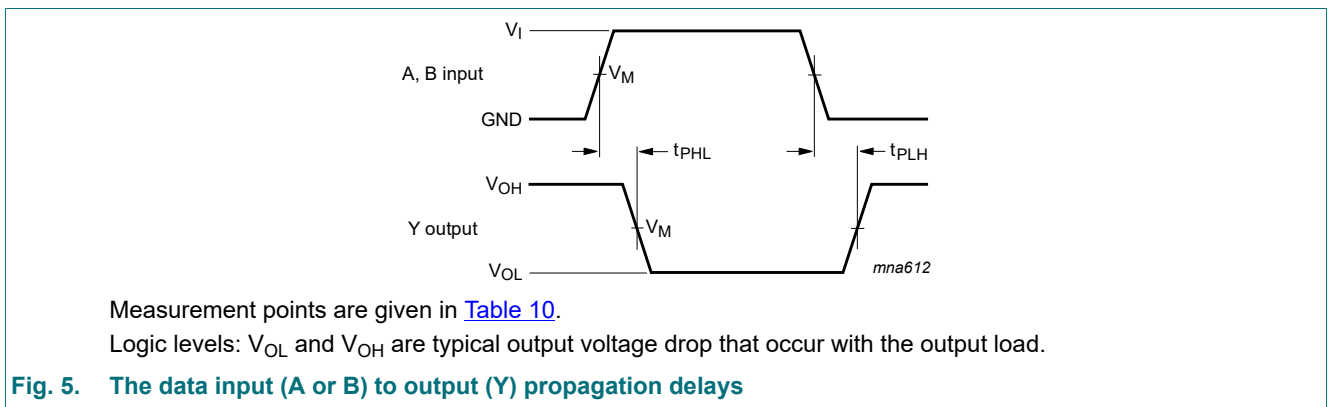 VI
A, B input
VM
GND
tPHL
tPLH
VOH
Y output
VM
VOL
mna612
Measurement points are given in Table 10.
Logic levels: VOL and VOH are typical output voltage drop that occur with the output load.
Fig. 5. The data input (A or B) to output (Y) propagation delays